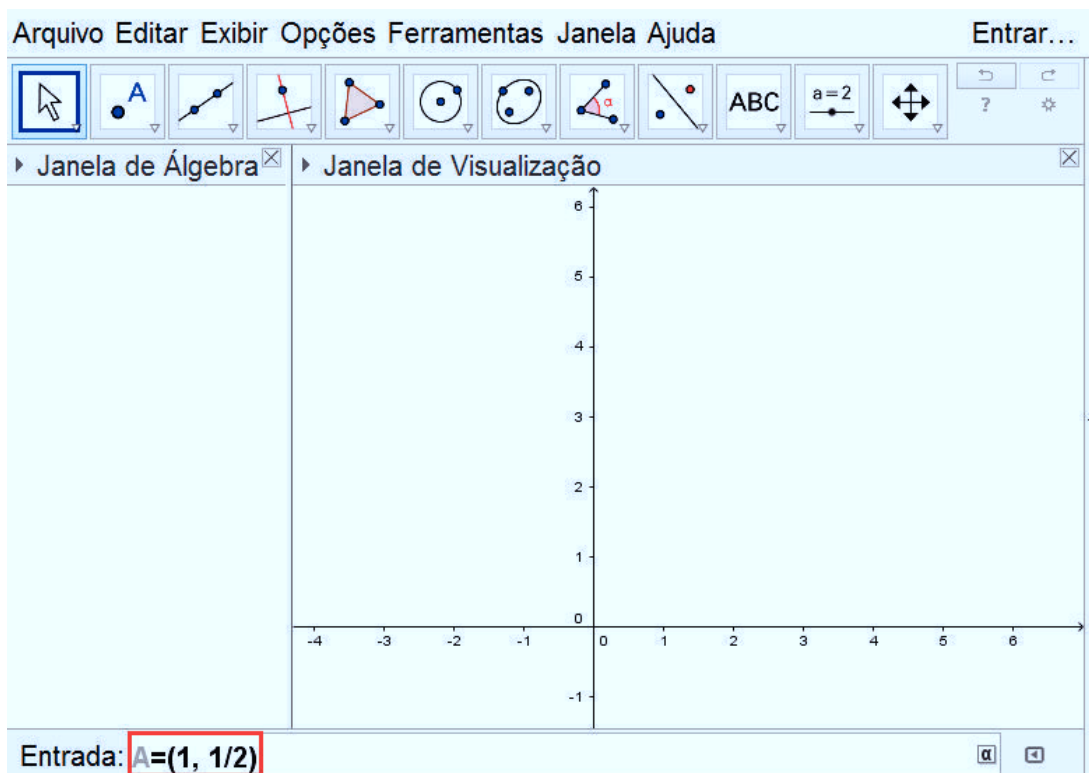 Arquivo Editar Exibir Opções Ferramentas Janela Ajuda Entrar...
A α ABC a=2 ?
Janela de Álgebra Janela de Visualização
6
5
4
3
2
1
0
-4 -3 -2 -1 0 1 2 3 4 5 6
-1
Entrada: A=(1, 1/2) α